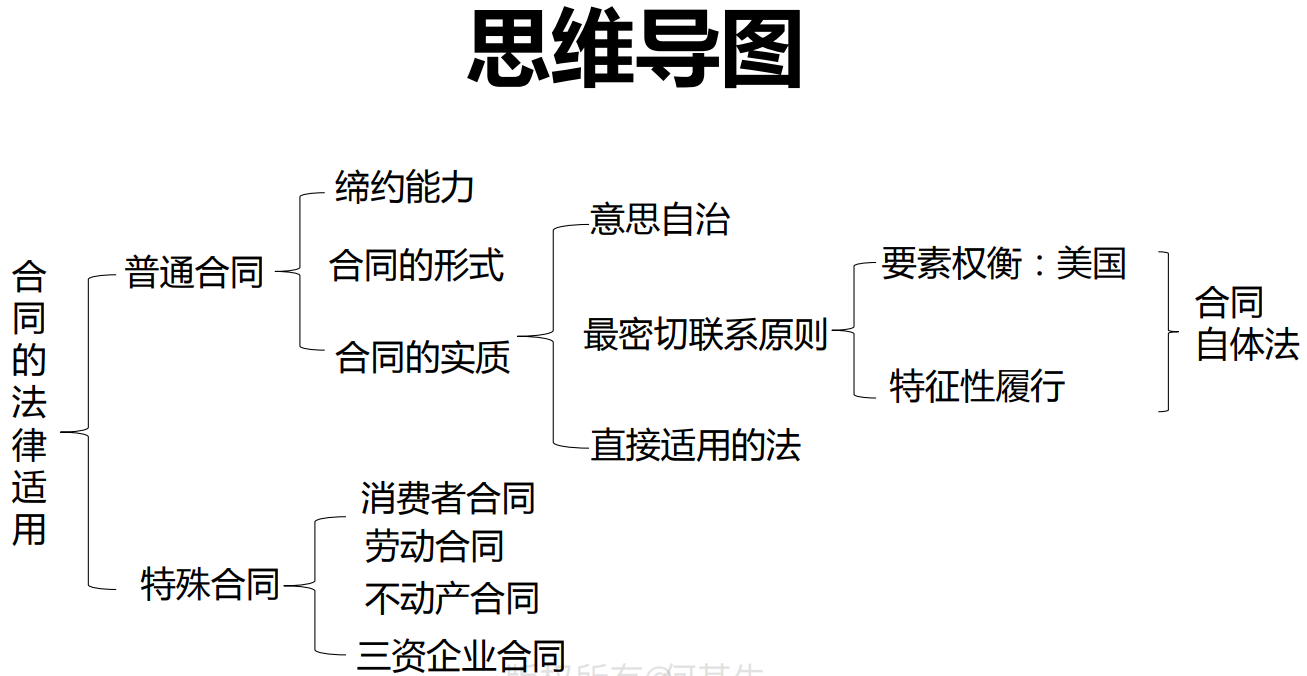 思维导图
合同的法律适用
普通合同
缔约能力
合同的形式
合同的实质
意思自治
最密切联系原则
要素权衡：美国
特征性履行
合同
自体法
直接适用的法
特殊合同
消费者合同
劳动合同
不动产合同
三资企业合同